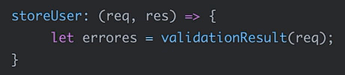 storeUser: (req, res) => {
    let errores = validationResult(req);
}